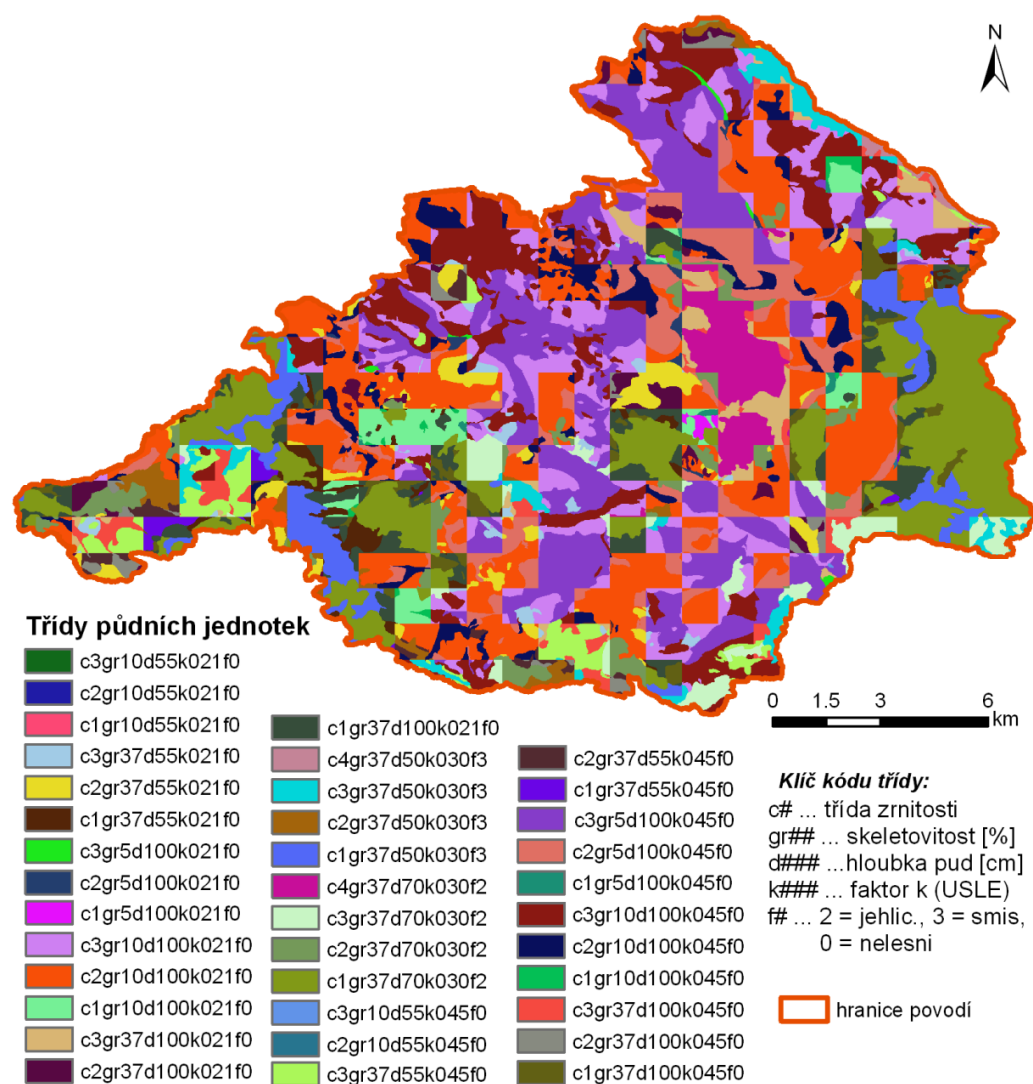 N
Třídy půdních jednotek
c3gr10d55k021f0
c2gr10d55k021f0
c1gr10d55k021f0
c3gr37d55k021f0
c2gr37d55k021f0
c1gr37d55k021f0
c3gr5d100k021f0
c2gr5d100k021f0
c1gr5d100k021f0
c3gr10d100k021f0
c2gr10d100k021f0
c1gr10d100k021f0
c3gr37d100k021f0
c2gr37d100k021f0
c1gr37d100k021f0
c4gr37d50k030f3
c3gr37d50k030f3
c2gr37d50k030f3
c1gr37d50k030f3
c4gr37d70k030f2
c3gr37d70k030f2
c2gr37d70k030f2
c1gr37d70k030f2
c3gr10d55k045f0
c2gr10d55k045f0
c3gr37d55k045f0
c2gr37d55k045f0
c1gr37d55k045f0
c3gr5d100k045f0
c2gr5d100k045f0
c1gr5d100k045f0
c3gr10d100k045f0
c2gr10d100k045f0
c1gr10d100k045f0
c3gr37d100k045f0
c2gr37d100k045f0
c1gr37d100k045f0
0 1.5 3 6
km
Klíč kódu třídy:
c# ... třída zrnitosti
gr## ... skeletovitost [%]
d### ...hloubka pud [cm]
k### ... faktor k (USLE)
f# ... 2 = jehlic., 3 = smis,
0 = nelesni
hranice povodí